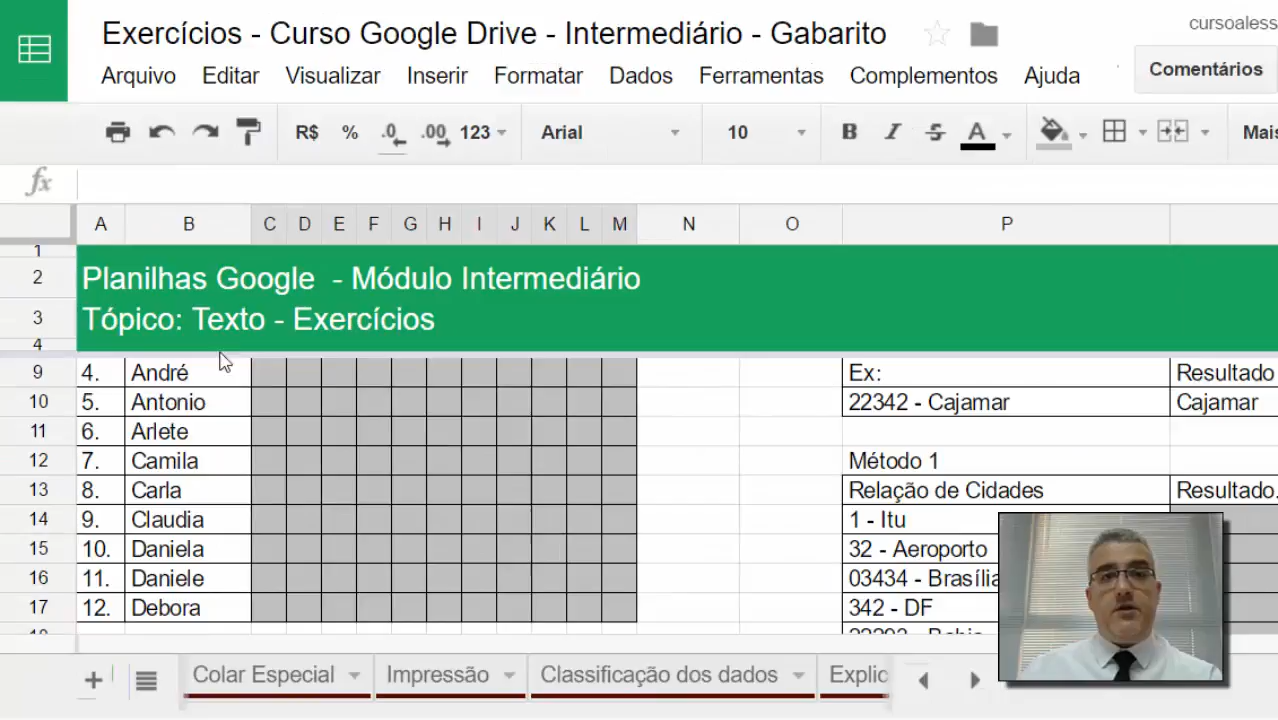 Exercícios - Curso Google Drive - Intermediário - Gabarito
cursoaless
Arquivo Editar Visualizar Inserir Formatar Dados Ferramentas Complementos Ajuda
Comentários
R$ % .0 .00 123 Arial 10 B I S A Mais
fx
A B C D E F G H I J K L M N O P
1
2 Planilhas Google - Módulo Intermediário
3 Tópico: Texto - Exercícios
4
9 4. André Ex: Resultado
10 5. Antonio 22342 - Cajamar Cajamar
11 6. Arlete
12 7. Camila Método 1
13 8. Carla Relação de Cidades Resultado.
14 9. Claudia 1 - Itu
15 10. Daniela 32 - Aeroporto
16 11. Daniele 03434 - Brasília
17 12. Debora 342 - DF
Colar Especial Impressão Classificação dos dados Explic